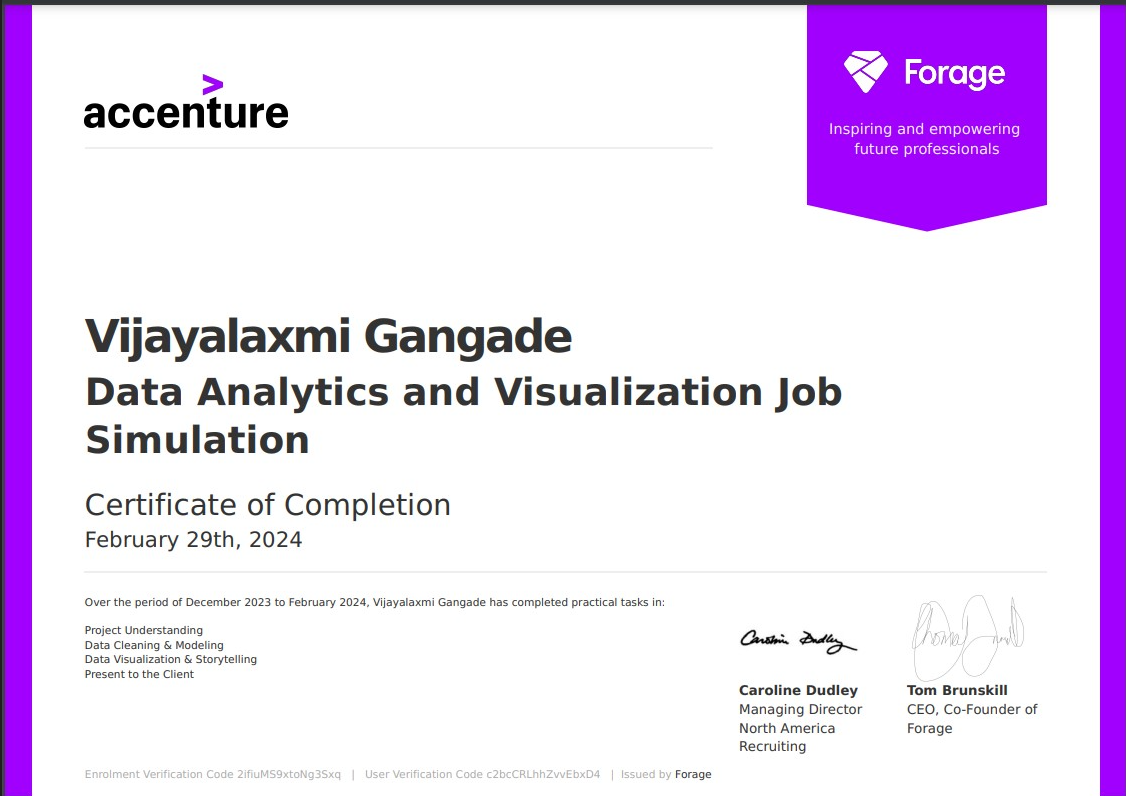 accenture
Forage
Inspiring and empowering
future professionals
Vijayalaxmi Gangade
Data Analytics and Visualization Job
Simulation
Certificate of Completion
February 29th, 2024
Over the period of December 2023 to February 2024, Vijayalaxmi Gangade has completed practical tasks in:
Project Understanding
Data Cleaning & Modeling
Data Visualization & Storytelling
Present to the Client
Caroline Dudley
Caroline Dudley
Managing Director
North America
Recruiting
Tom Brunskill
CEO, Co-Founder of
Forage
Enrolment Verification Code 2ifiuMS9xtoNg3Sxq | User Verification Code c2bcCRLhhZvvEbxD4 | Issued by Forage